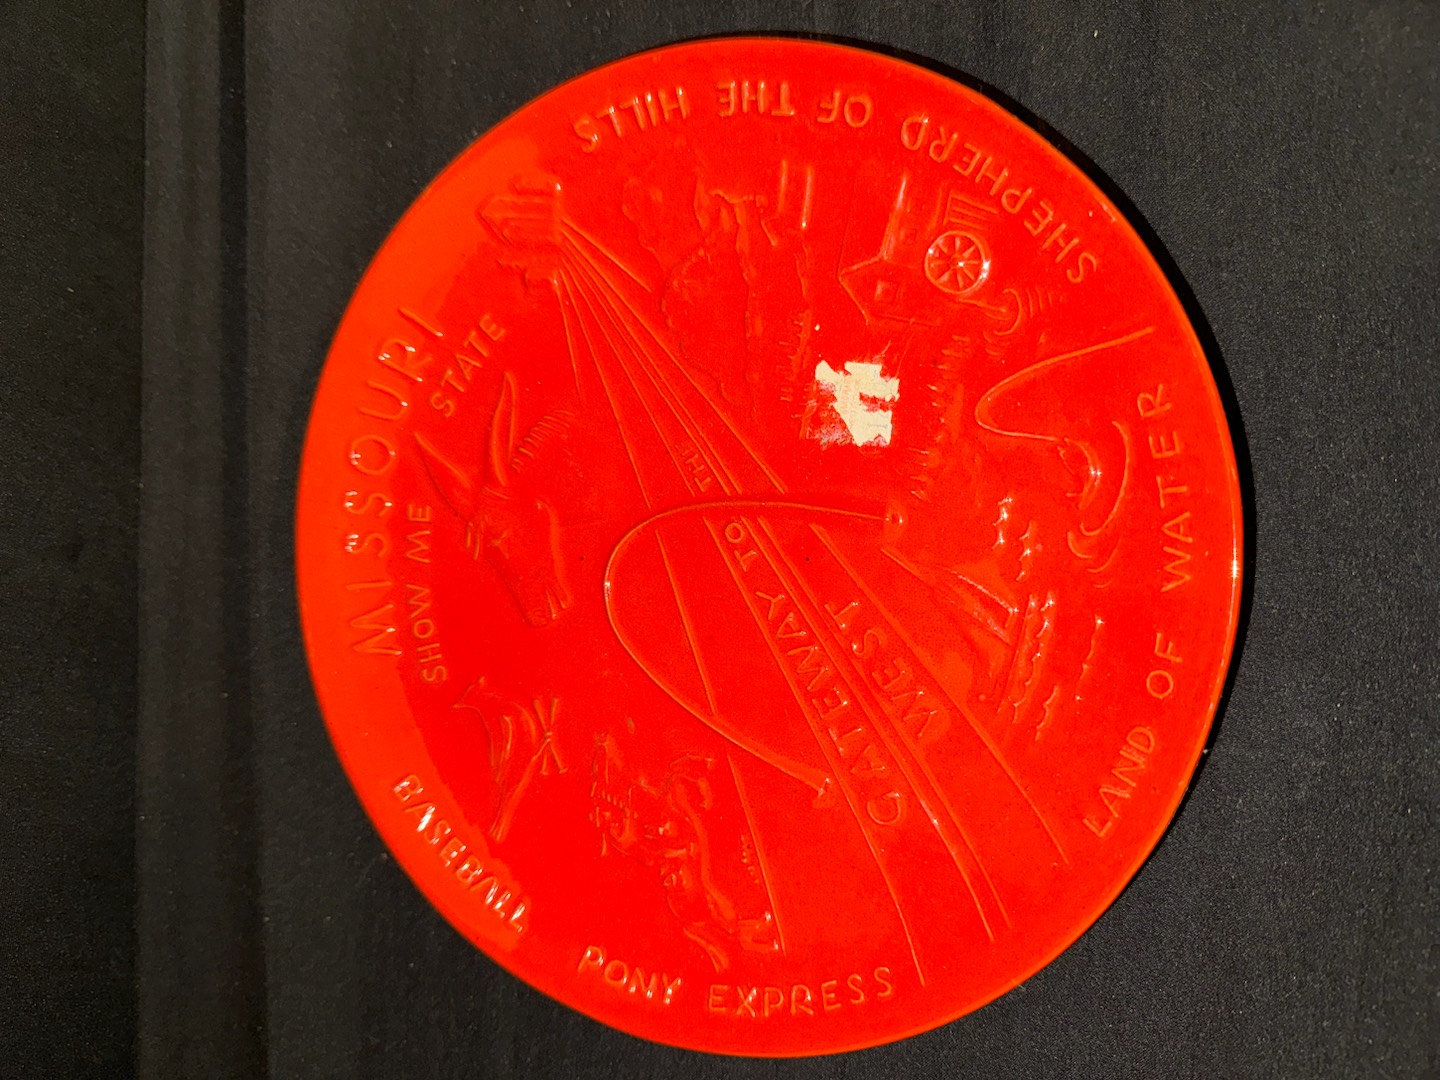 MISSOURI
SHOW ME STATE
SHEPHERD OF THE HILLS
LAND OF WATER
PONY EXPRESS
BASEBALL
GATEWAY TO THE
WEST